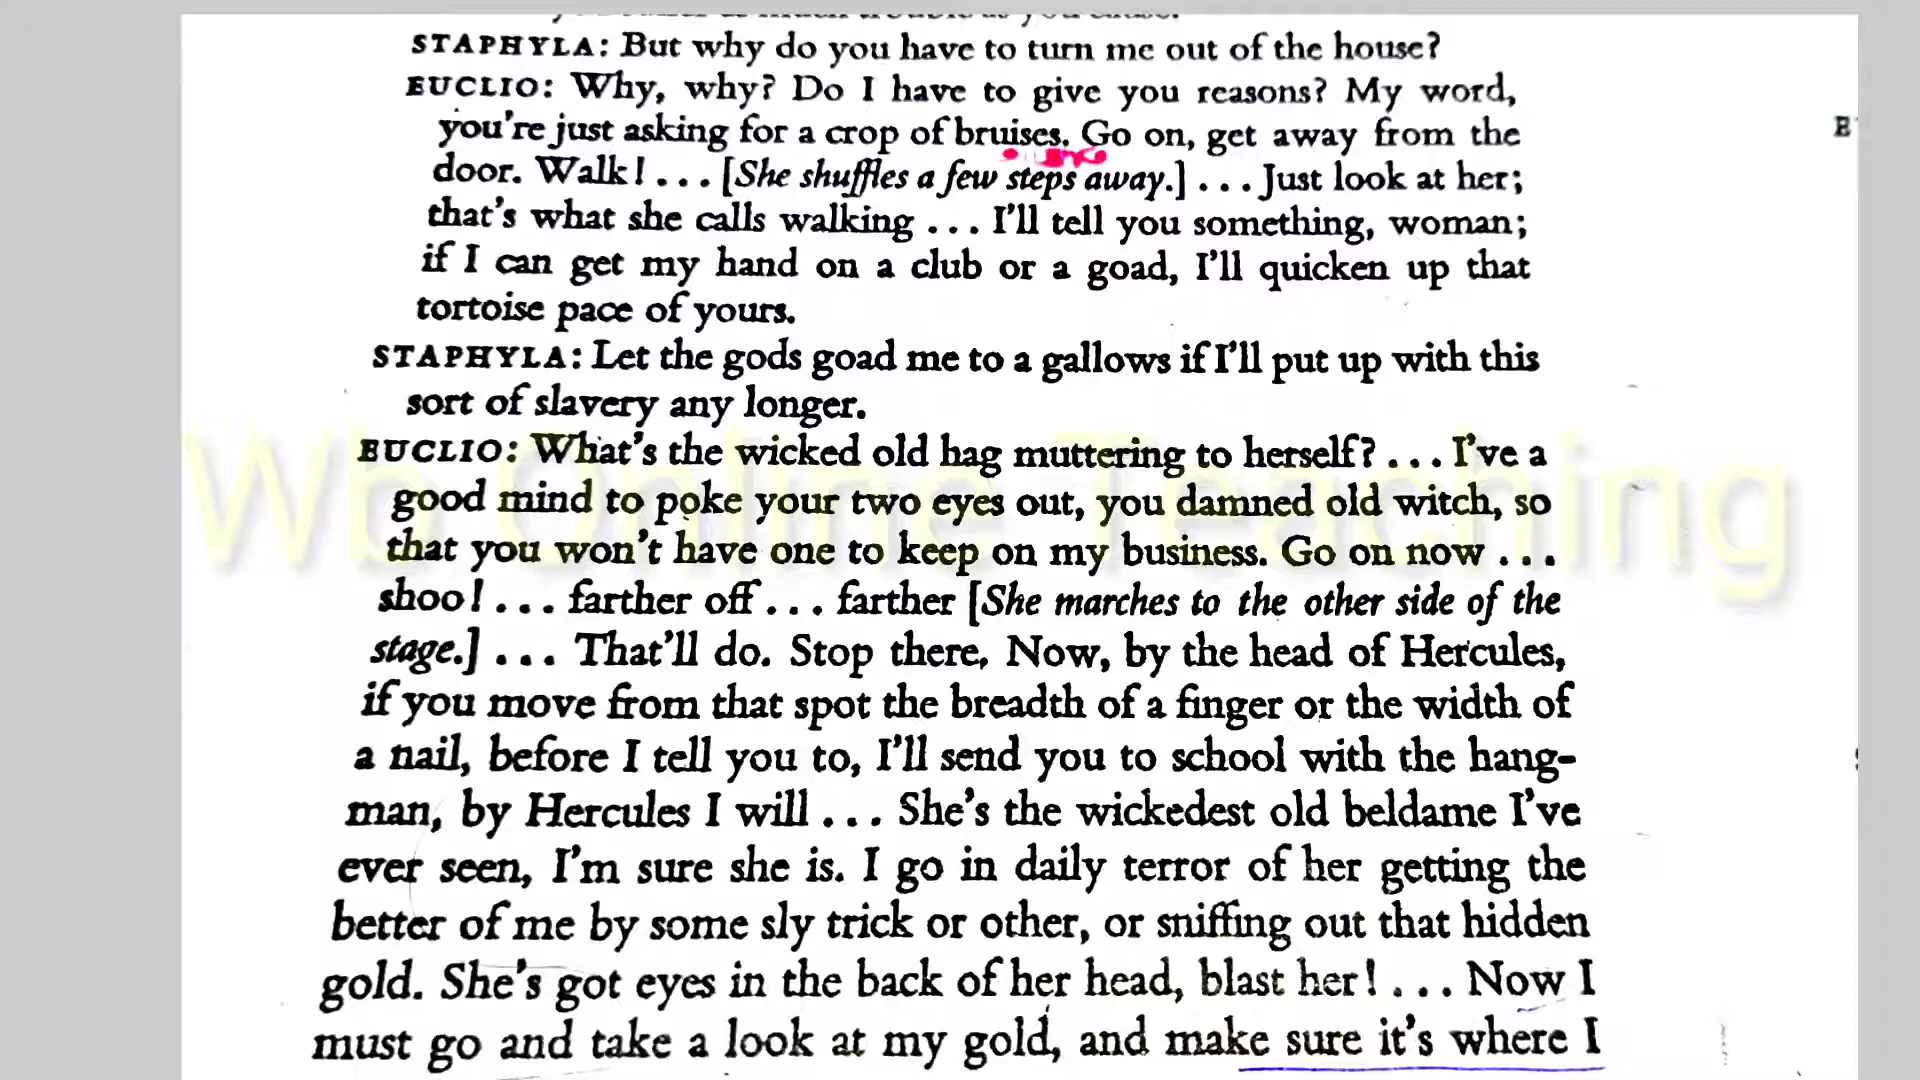 STAPHYLA: But why do you have to turn me out of the house?
EUCLIO: Why, why? Do I have to give you reasons? My word,
you're just asking for a crop of bruises. Go on, get away from the
door. Walk! ... [She shuffles a few steps away.] ... Just look at her;
that's what she calls walking ... I'll tell you something, woman;
if I can get my hand on a club or a goad, I'll quicken up that
tortoise pace of yours.
STAPHYLA: Let the gods goad me to a gallows if I'll put up with this
sort of slavery any longer.
EUCLIO: What's the wicked old hag muttering to herself? ... I've a
good mind to poke your two eyes out, you damned old witch, so
that you won't have one to keep on my business. Go on now ...
shoo! ... farther off ... farther [She marches to the other side of the
stage.] ... That'll do. Stop there. Now, by the head of Hercules,
if you move from that spot the breadth of a finger or the width of
a nail, before I tell you to, I'll send you to school with the hang-
man, by Hercules I will ... She's the wickedest old beldame I've
ever seen, I'm sure she is. I go in daily terror of her getting the
better of me by some sly trick or other, or sniffing out that hidden
gold. She's got eyes in the back of her head, blast her! ... Now I
must go and take a look at my gold, and make sure it's where I
Wb Online Teaching